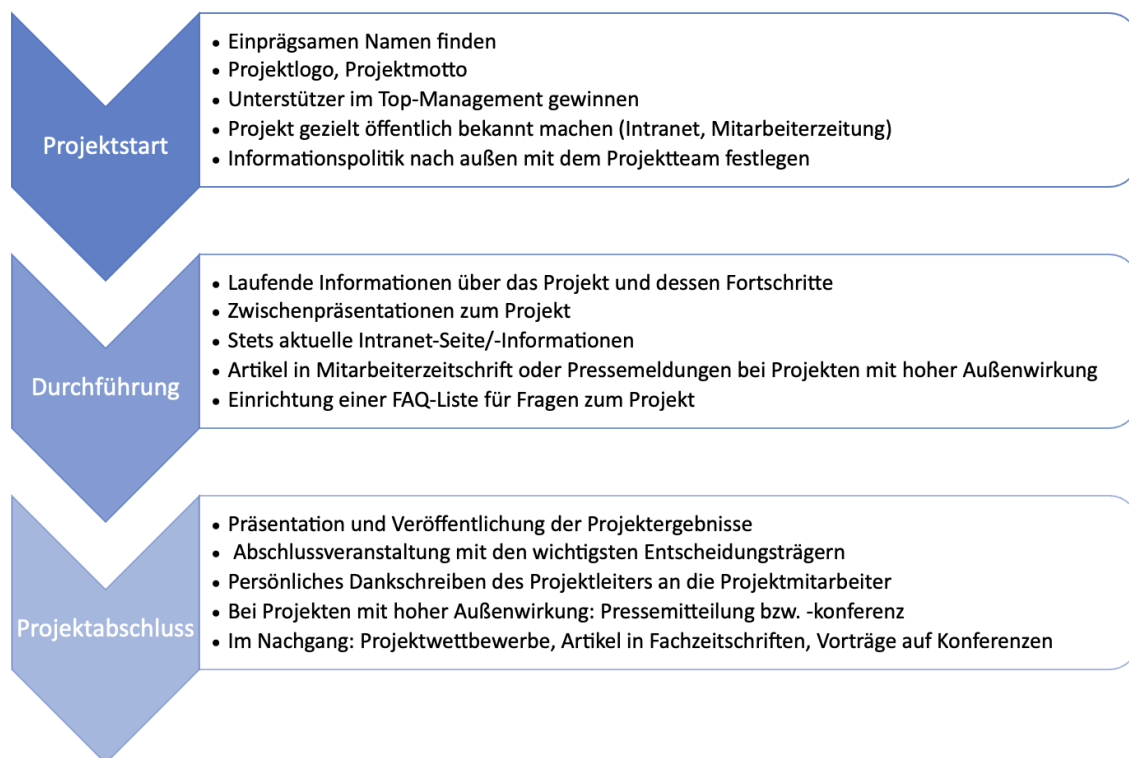 Projektstart
• Einprägsamen Namen finden
• Projektlogo, Projektmotto
• Unterstützer im Top-Management gewinnen
• Projekt gezielt öffentlich bekannt machen (Intranet, Mitarbeiterzeitung)
• Informationspolitik nach außen mit dem Projektteam festlegen
Durchführung
• Laufende Informationen über das Projekt und dessen Fortschritte
• Zwischenpräsentationen zum Projekt
• Stets aktuelle Intranet-Seite/-Informationen
• Artikel in Mitarbeiterzeitschrift oder Pressemeldungen bei Projekten mit hoher Außenwirkung
• Einrichtung einer FAQ-Liste für Fragen zum Projekt
Projektabschluss
• Präsentation und Veröffentlichung der Projektergebnisse
• Abschlussveranstaltung mit den wichtigsten Entscheidungsträgern
• Persönliches Dankschreiben des Projektleiters an die Projektmitarbeiter
• Bei Projekten mit hoher Außenwirkung: Pressemitteilung bzw. -konferenz
• Im Nachgang: Projektwettbewerbe, Artikel in Fachzeitschriften, Vorträge auf Konferenzen